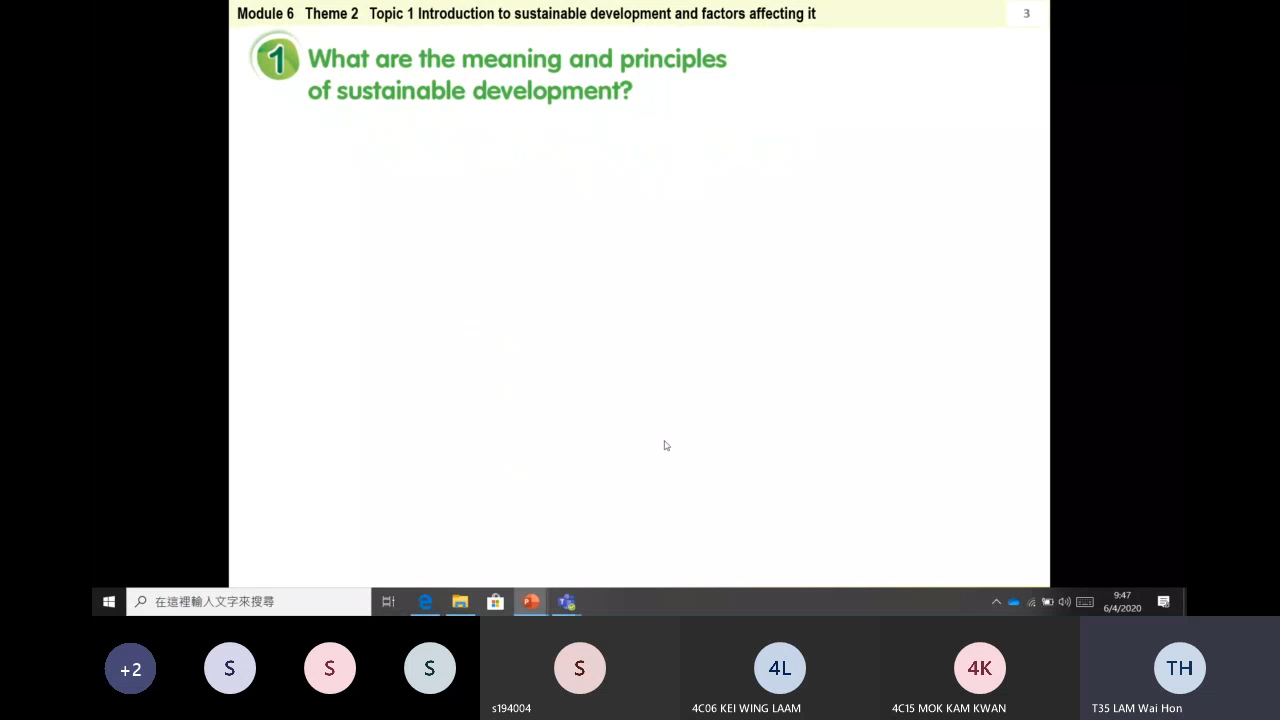 Module 6 Theme 2 Topic 1 Introduction to sustainable development and factors affecting it 3
1 What are the meaning and principles
of sustainable development?
在這裡輸入文字來搜尋
9:47
6/4/2020
+2
S
S
S
S
4L
4K
TH
s194004
4C06 KEI WING LAAM
4C15 MOK KAM KWAN
T35 LAM Wai Hon